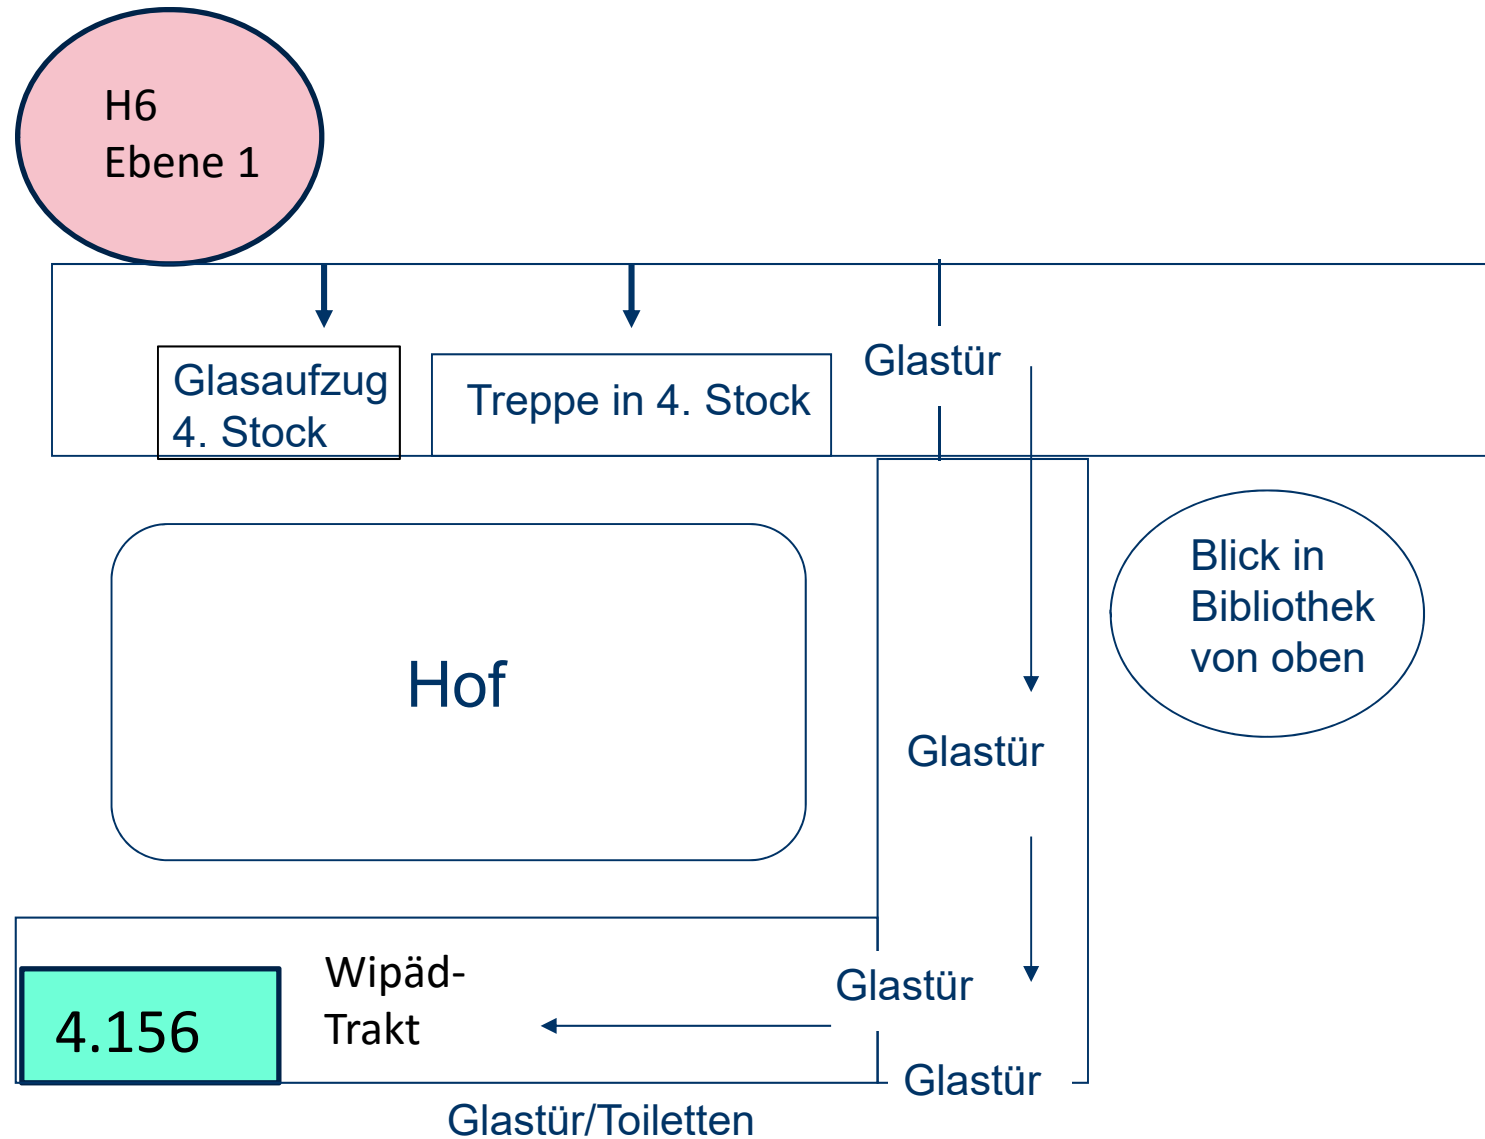 H6
Ebene 1
Glasaufzug
4. Stock
Treppe in 4. Stock
Glastür
Blick in
Bibliothek
von oben
Hof
Glastür
Wipäd-
Trakt
4.156
Glastür
Glastür
Glastür/Toiletten